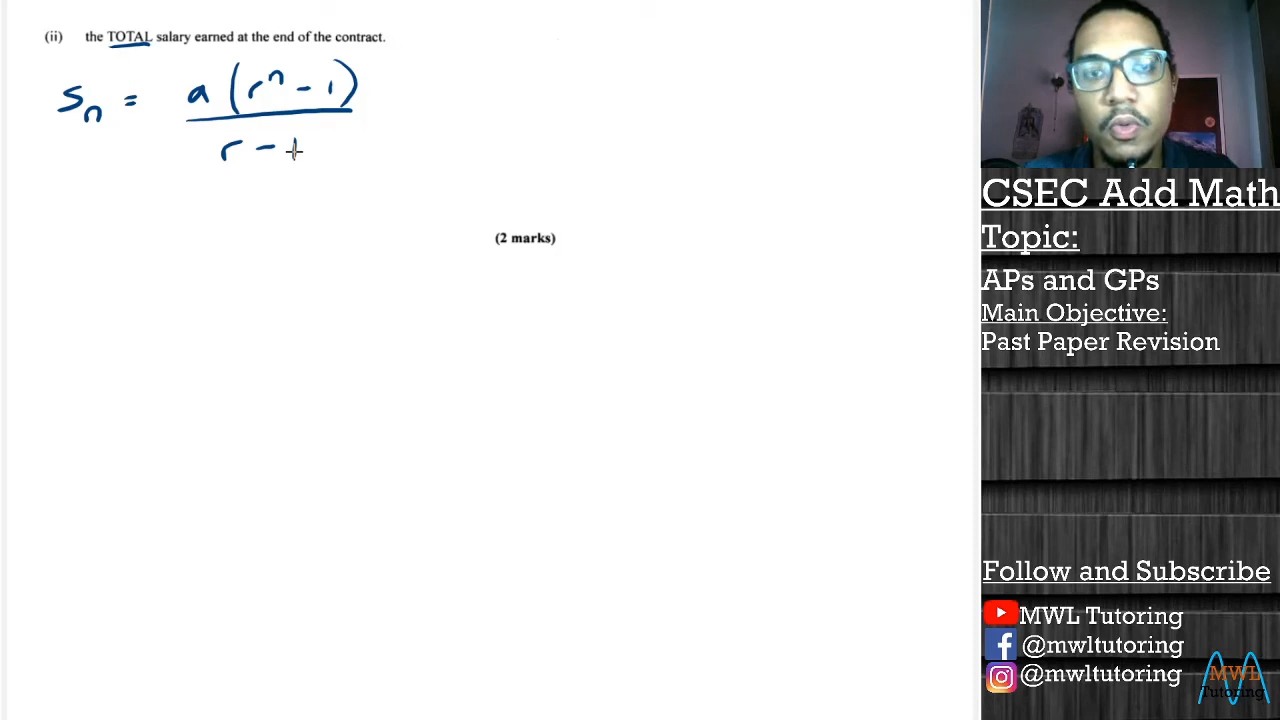 (ii) the TOTAL salary earned at the end of the contract.
Sn = a (r^n - 1)
r - 1
(2 marks)
CSEC Add Math
Topic:
APs and GPs
Main Objective:
Past Paper Revision
Follow and Subscribe
MWL Tutoring
@mwltutoring
@mwltutoring
MWL
Tutoring